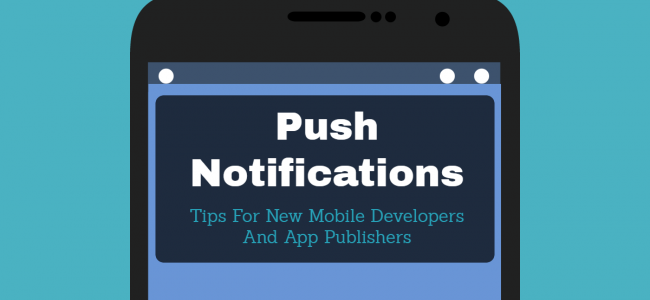 Push
Notifications
Tips For New Mobile Developers
And App Publishers